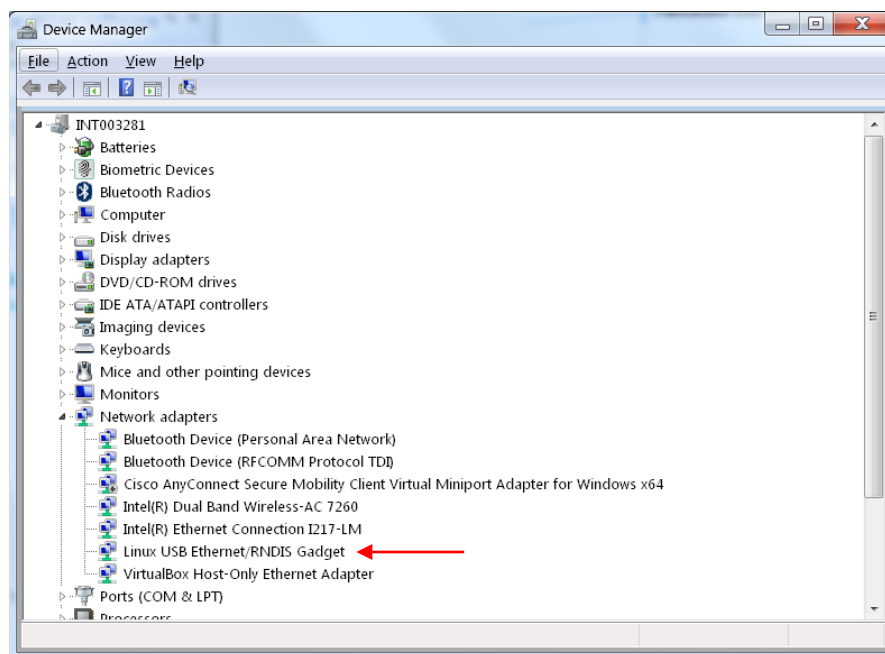 Device Manager
File Action View Help
INT003281
Batteries
Biometric Devices
Bluetooth Radios
Computer
Disk drives
Display adapters
DVD/CD-ROM drives
IDE ATA/ATAPI controllers
Imaging devices
Keyboards
Mice and other pointing devices
Monitors
Network adapters
Bluetooth Device (Personal Area Network)
Bluetooth Device (RFCOMM Protocol TDI)
Cisco AnyConnect Secure Mobility Client Virtual Miniport Adapter for Windows x64
Intel(R) Dual Band Wireless-AC 7260
Intel(R) Ethernet Connection I217-LM
Linux USB Ethernet/RNDIS Gadget
VirtualBox Host-Only Ethernet Adapter
Ports (COM & LPT)
Processors